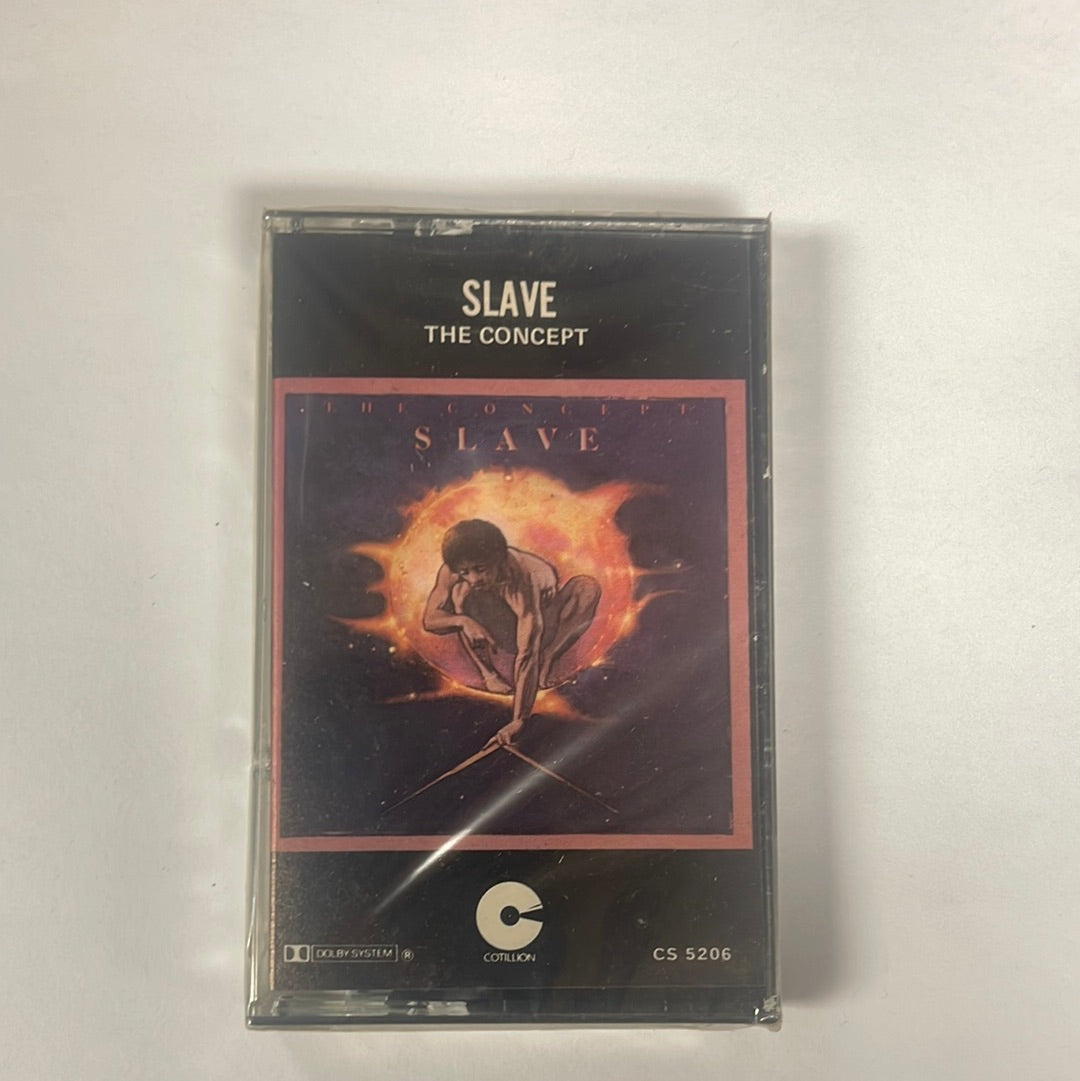 SLAVE
THE CONCEPT
THE CONCEPT
SLAVE
DOLBY SYSTEM ®
COTILLION
CS 5206